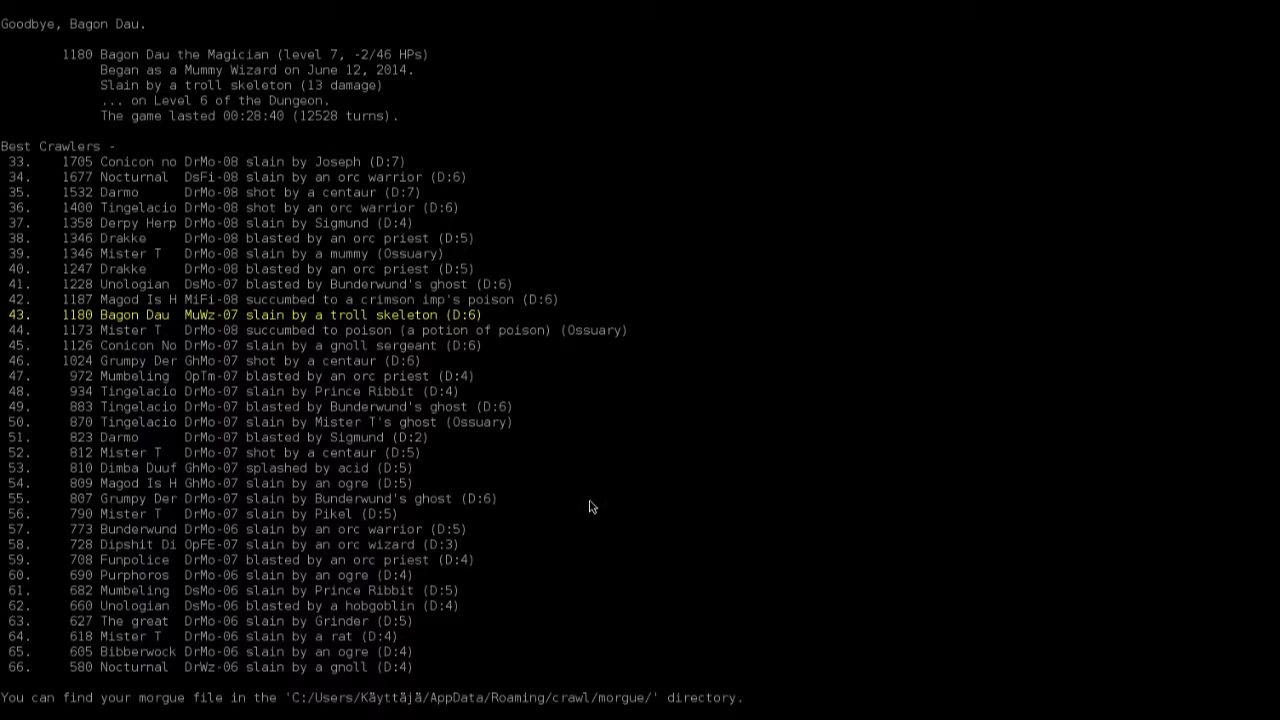 Goodbye, Bagon Dau.
1180 Bagon Dau the Magician (level 7, -2/46 HPs)
Began as a Mummy Wizard on June 12, 2014.
Slain by a troll skeleton (13 damage)
... on Level 6 of the Dungeon.
The game lasted 00:28:40 (12528 turns).
Best Crawlers -
33. 1705 Conicon no DrMo-08 slain by Joseph (D:7)
34. 1677 Nocturnal DsFi-08 slain by an orc warrior (D:6)
35. 1532 Darmo DrMo-08 shot by a centaur (D:7)
36. 1400 Tingelacio DrMo-08 shot by an orc warrior (D:6)
37. 1358 Derpy Herp DrMo-08 slain by Sigmund (D:4)
38. 1346 Drakke DrMo-08 blasted by an orc priest (D:5)
39. 1346 Mister T DrMo-08 slain by a mummy (Ossuary)
40. 1247 Drakke DrMo-08 blasted by an orc priest (D:5)
41. 1228 Unologian DsMo-07 blasted by Bunderwund's ghost (D:6)
42. 1187 Magod Is H MiFi-08 succumbed to a crimson imp's poison (D:6)
43. 1180 Bagon Dau MuWz-07 slain by a troll skeleton (D:6)
44. 1173 Mister T DrMo-08 succumbed to poison (a potion of poison) (Ossuary)
45. 1126 Conicon No DrMo-07 slain by a gnoll sergeant (D:6)
46. 1024 Grumpy Der GhMo-07 shot by a centaur (D:6)
47. 972 Mumbeling OpTm-07 blasted by an orc priest (D:4)
48. 934 Tingelacio DrMo-07 slain by Prince Ribbit (D:4)
49. 883 Tingelacio DrMo-07 blasted by Bunderwund's ghost (D:6)
50. 870 Tingelacio DrMo-07 slain by Mister T's ghost (Ossuary)
51. 823 Darmo DrMo-07 blasted by Sigmund (D:2)
52. 812 Mister T DrMo-07 shot by a centaur (D:5)
53. 810 Dimba Duuf GhMo-07 splashed by acid (D:5)
54. 809 Magod Is H GhMo-07 slain by an ogre (D:5)
55. 807 Grumpy Der DrMo-07 slain by Bunderwund's ghost (D:6)
56. 790 Mister T DrMo-07 slain by Pikel (D:5)
57. 773 Bunderwund DrMo-06 slain by an orc warrior (D:5)
58. 728 Dipshit Di OpFE-07 slain by an orc wizard (D:3)
59. 708 Funpolice DrMo-07 blasted by an orc priest (D:4)
60. 690 Purphoros DrMo-06 slain by an ogre (D:4)
61. 682 Mumbeling DsMo-06 slain by Prince Ribbit (D:5)
62. 660 Unologian DsMo-06 blasted by a hobgoblin (D:4)
63. 627 The great DrMo-06 slain by Grinder (D:5)
64. 618 Mister T DrMo-06 slain by a rat (D:4)
65. 605 Bibberwock DrMo-06 slain by an ogre (D:4)
66. 580 Nocturnal DrWz-06 slain by a gnoll (D:4)
You can find your morgue file in the 'C:/Users/Käyttäjä/AppData/Roaming/crawl/morgue/' directory.